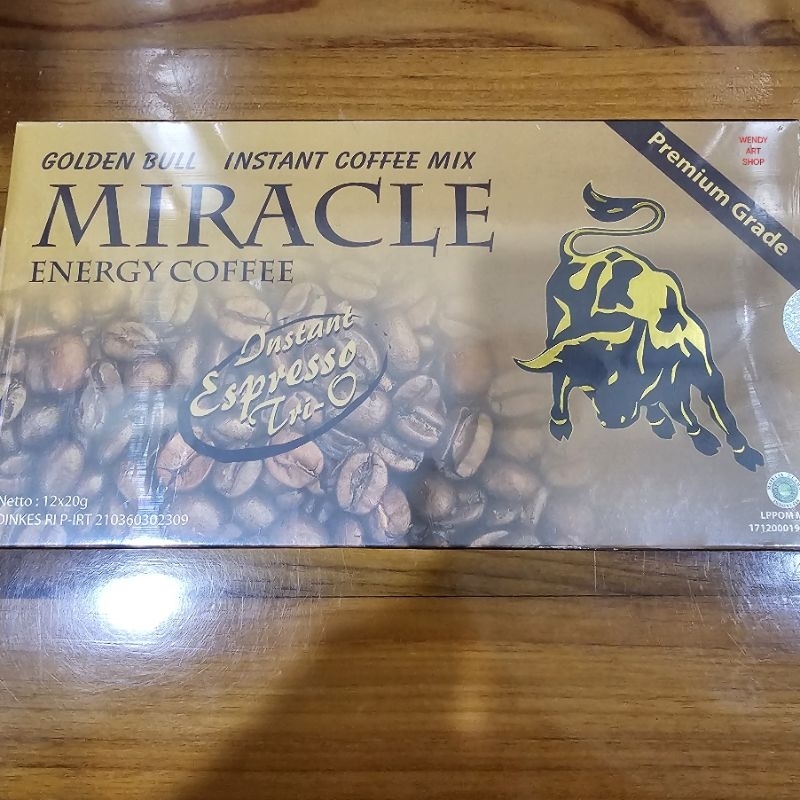 GOLDEN BULL INSTANT COFFEE MIX
MIRACLE
ENERGY COFFEE
Instant
Espresso
Tri-O
Premium Grade
WENDY
ART
SHOP
Netto : 12x20g
DINKES RI P-IRT 210360302309
LPPOM M
171200019